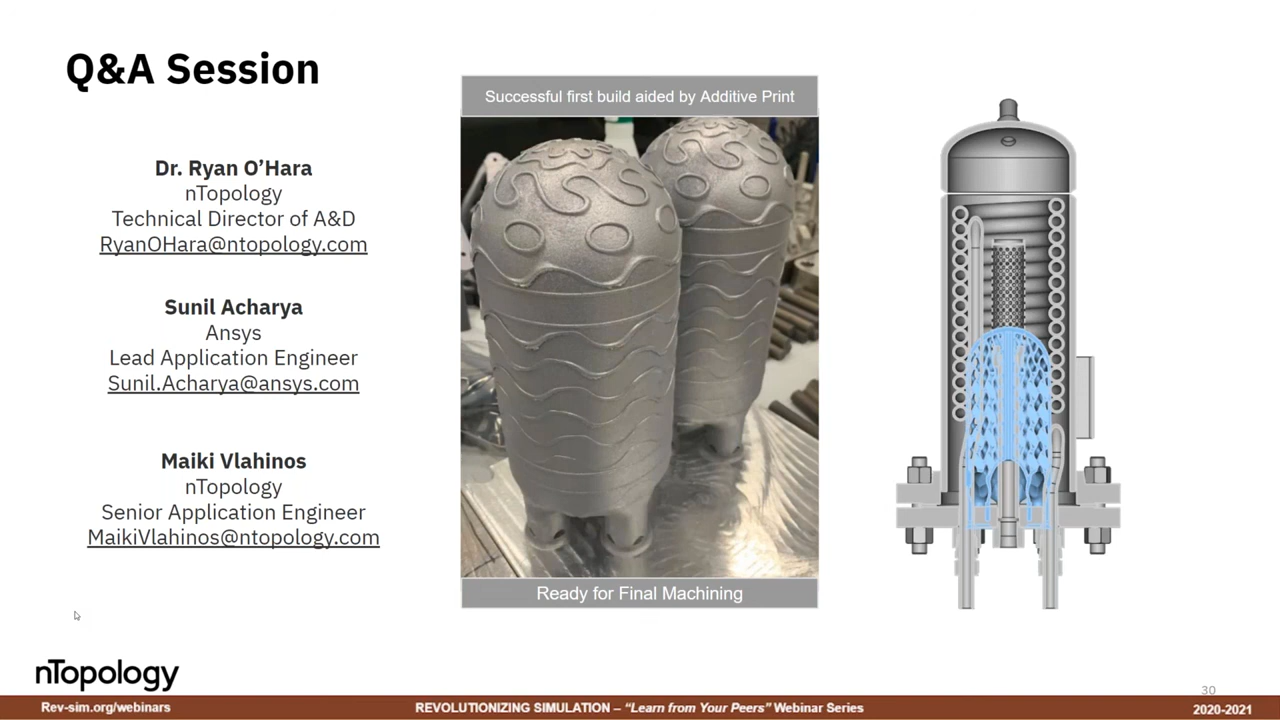 Q&A Session
Dr. Ryan O’Hara
nTopology
Technical Director of A&D
RyanOHara@ntopology.com
Sunil Acharya
Ansys
Lead Application Engineer
Sunil.Acharya@ansys.com
Maiki Vlahinos
nTopology
Senior Application Engineer
MaikiVlahinos@ntopology.com
Successful first build aided by Additive Print
Ready for Final Machining
nTopology
30
Rev-sim.org/webinars
REVOLUTIONIZING SIMULATION – “Learn from Your Peers” Webinar Series
2020-2021